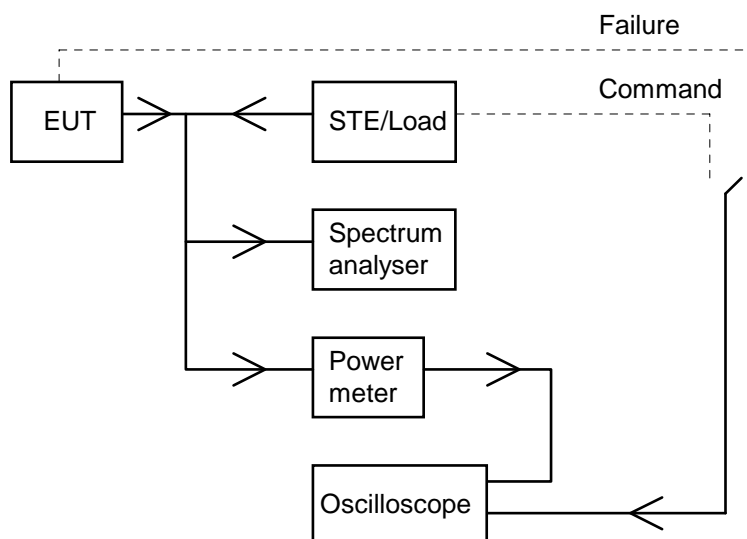 Failure
Command
EUT
STE/Load
Spectrum
analyser
Power
meter
Oscilloscope